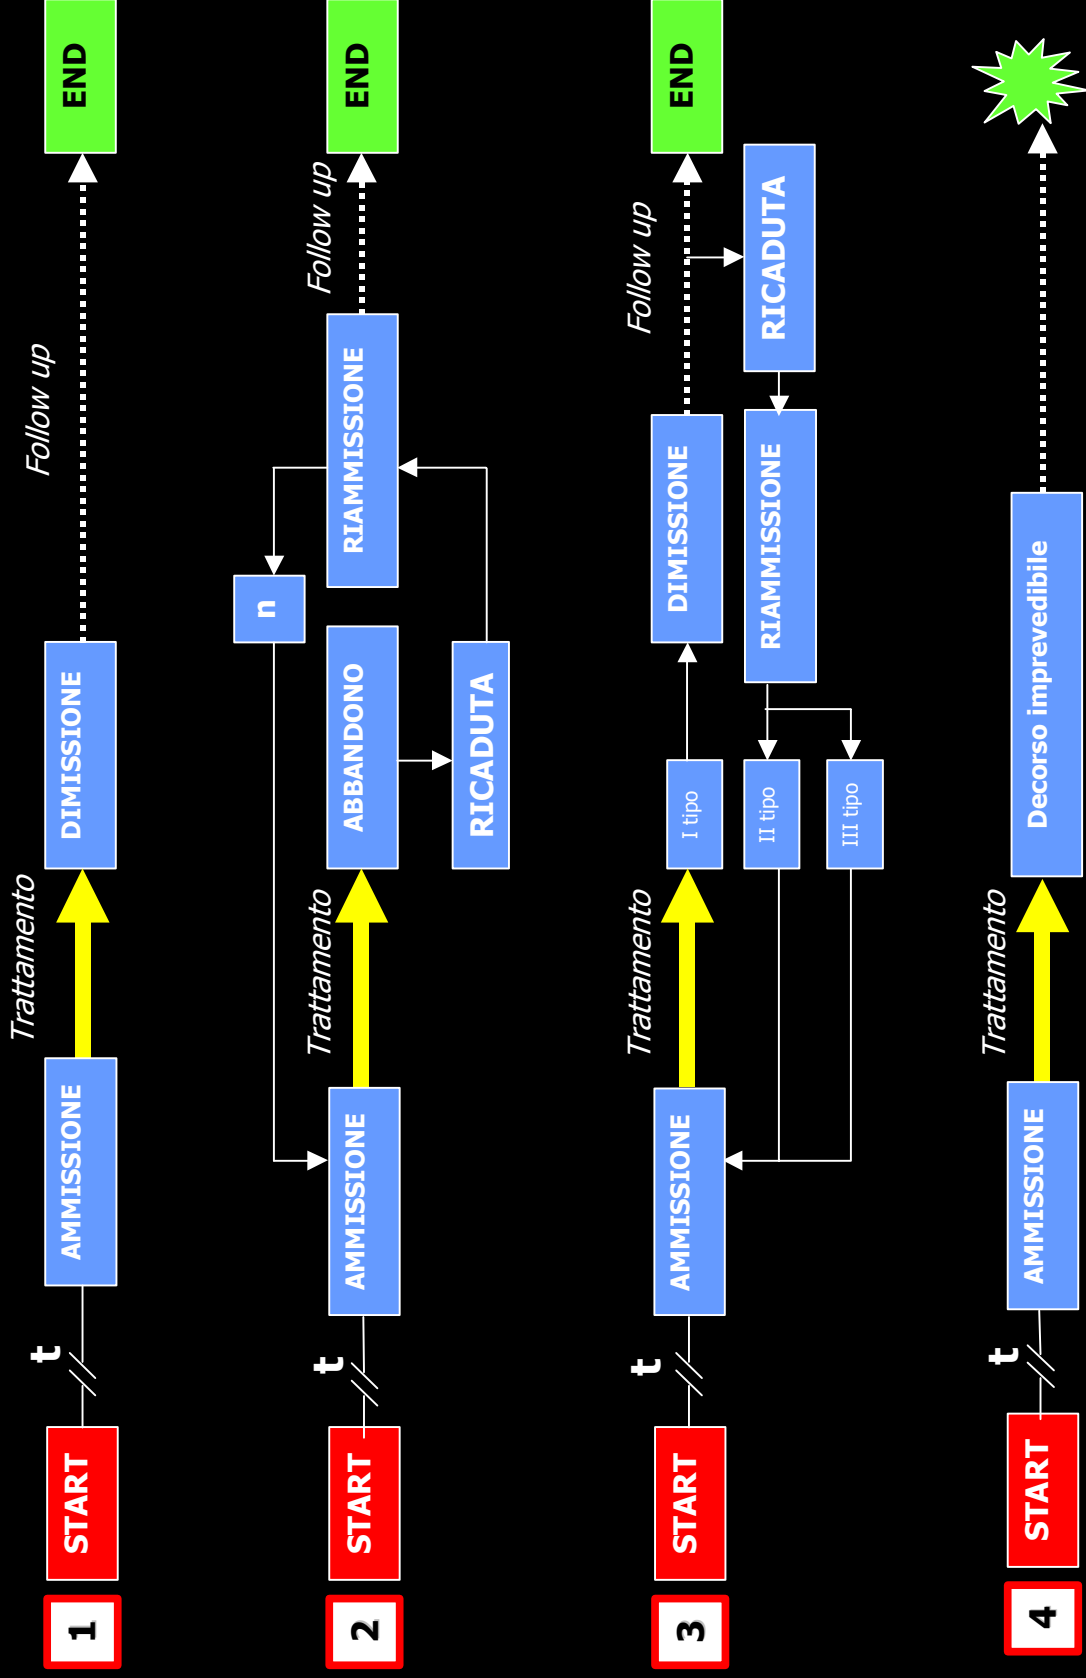 1
START
t
AMMISSIONE
Trattamento
DIMISSIONE
Follow up
END
2
START
t
AMMISSIONE
Trattamento
ABBANDONO
RICADUTA
n
RIAMMISSIONE
Follow up
END
3
START
t
AMMISSIONE
Trattamento
I tipo
II tipo
III tipo
DIMISSIONE
RIAMMISSIONE
Follow up
RICADUTA
END
4
START
t
AMMISSIONE
Trattamento
Decorso imprevedibile